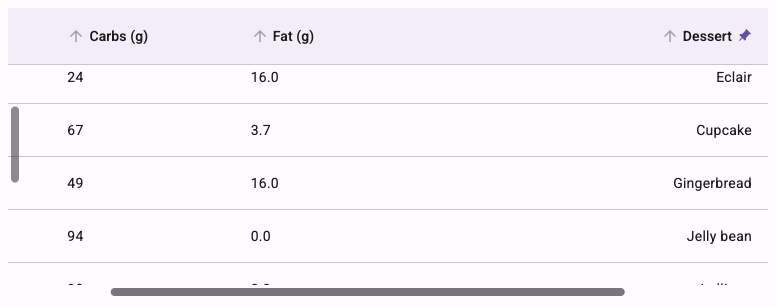 Carbs (g) Fat (g) Dessert
24 16.0 Eclair
67 3.7 Cupcake
49 16.0 Gingerbread
94 0.0 Jelly bean